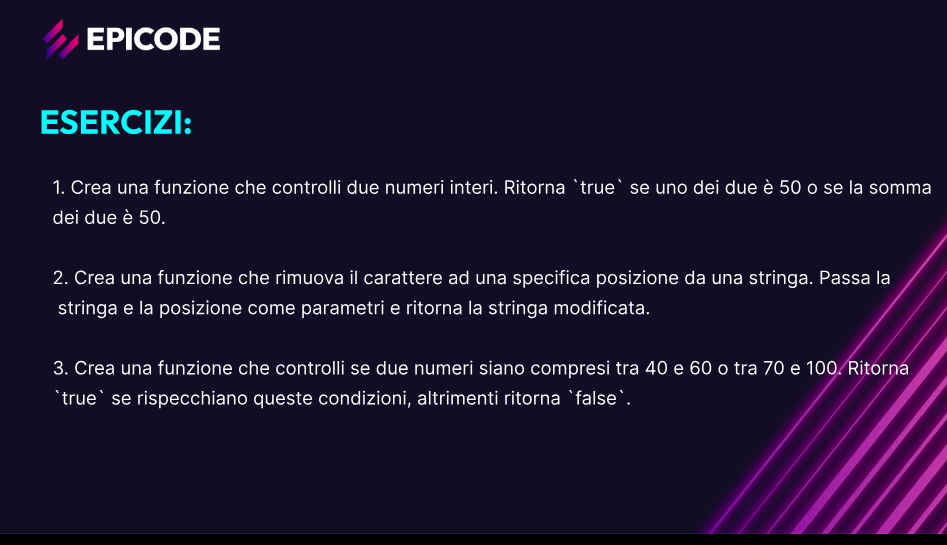 EPICODE
ESERCIZI:
1. Crea una funzione che controlli due numeri interi. Ritorna `true` se uno dei due è 50 o se la somma
dei due è 50.
2. Crea una funzione che rimuova il carattere ad una specifica posizione da una stringa. Passa la
stringa e la posizione come parametri e ritorna la stringa modificata.
3. Crea una funzione che controlli se due numeri siano compresi tra 40 e 60 o tra 70 e 100. Ritorna
`true` se rispecchiano queste condizioni, altrimenti ritorna `false`.